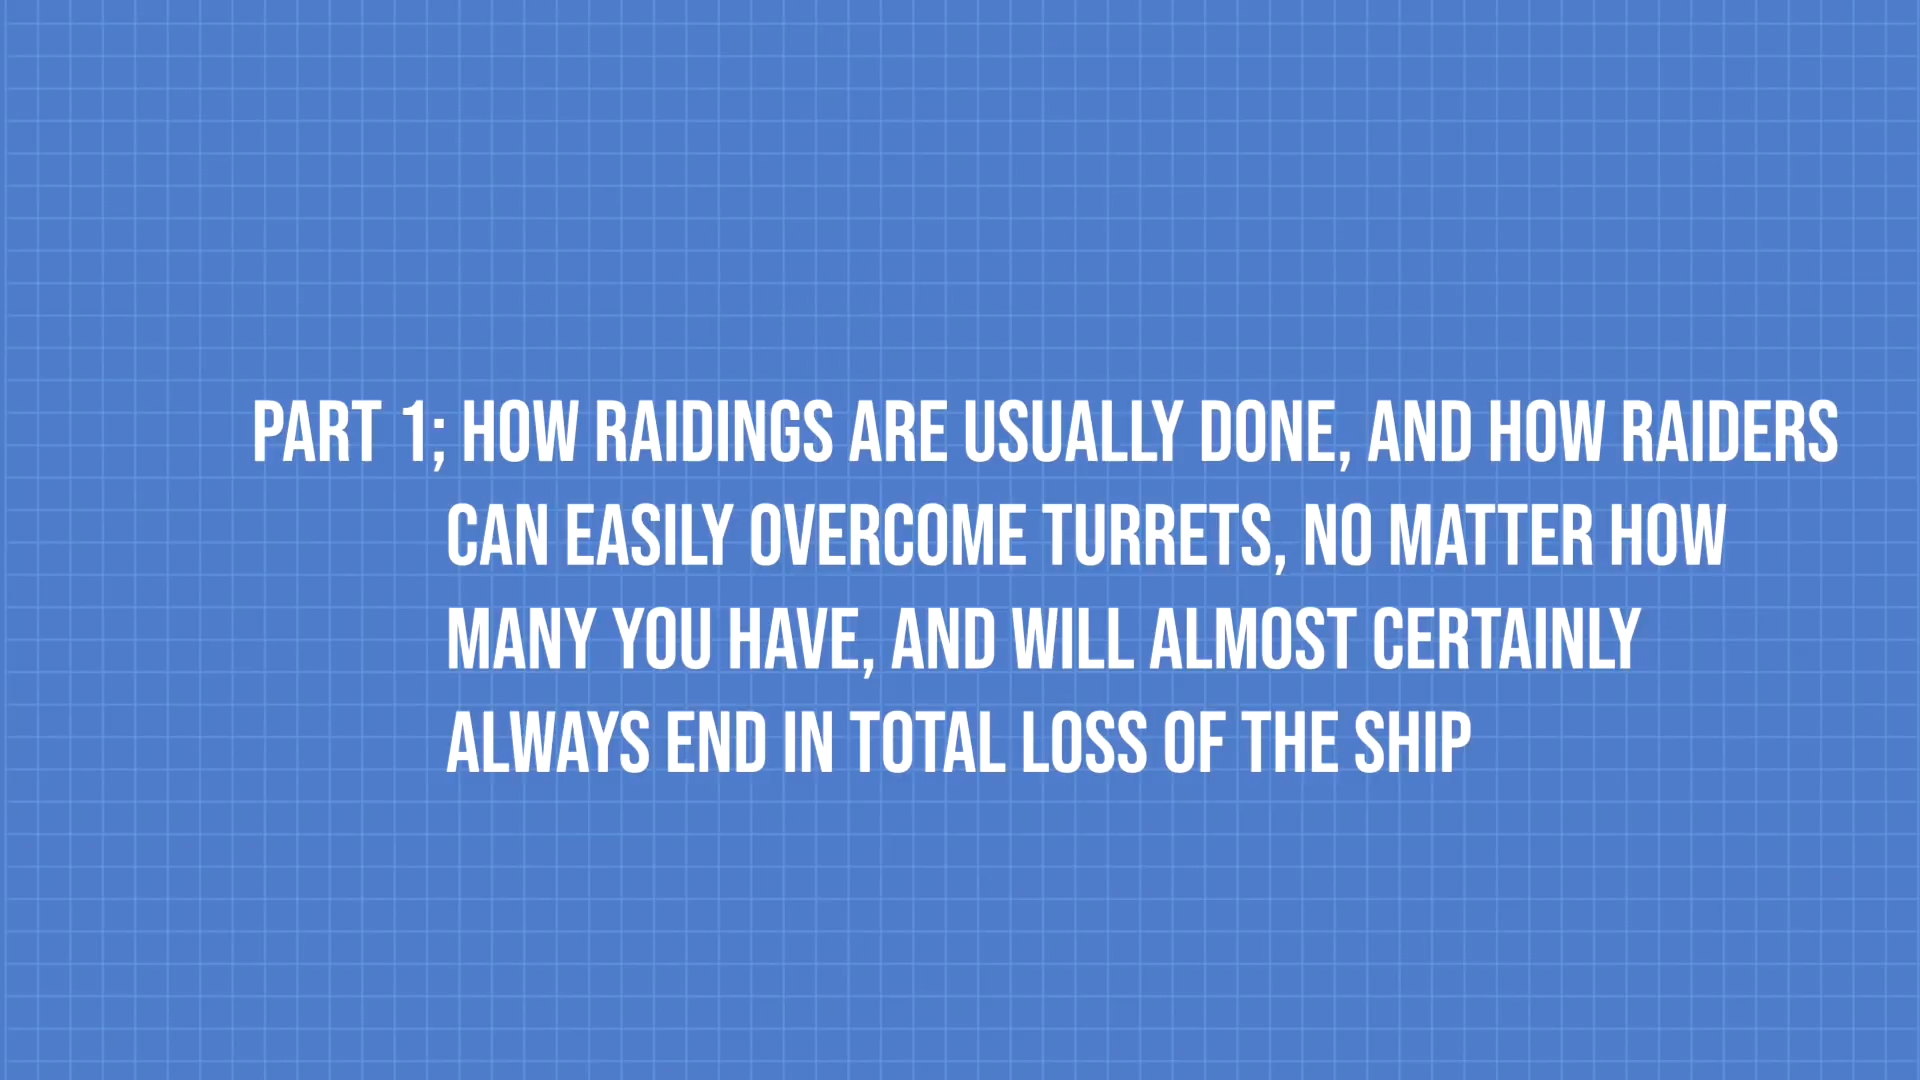 PART 1; HOW RAIDINGS ARE USUALLY DONE, AND HOW RAIDERS
CAN EASILY OVERCOME TURRETS, NO MATTER HOW
MANY YOU HAVE, AND WILL ALMOST CERTAINLY
ALWAYS END IN TOTAL LOSS OF THE SHIP